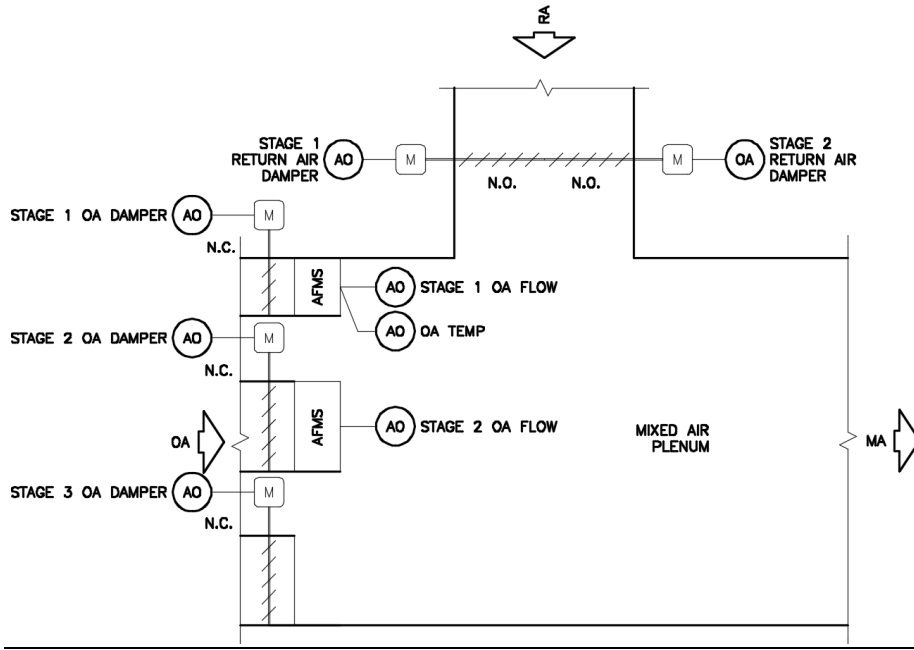 RA
STAGE 1
RETURN AIR
DAMPER
AO
M
N.O.
N.O.
M
OA
STAGE 2
RETURN AIR
DAMPER
STAGE 1 OA DAMPER
AO
M
N.C.
AFMS
AO
STAGE 1 OA FLOW
AO
OA TEMP
STAGE 2 OA DAMPER
AO
M
N.C.
AFMS
AO
STAGE 2 OA FLOW
OA
MIXED AIR
PLENUM
MA
STAGE 3 OA DAMPER
AO
M
N.C.